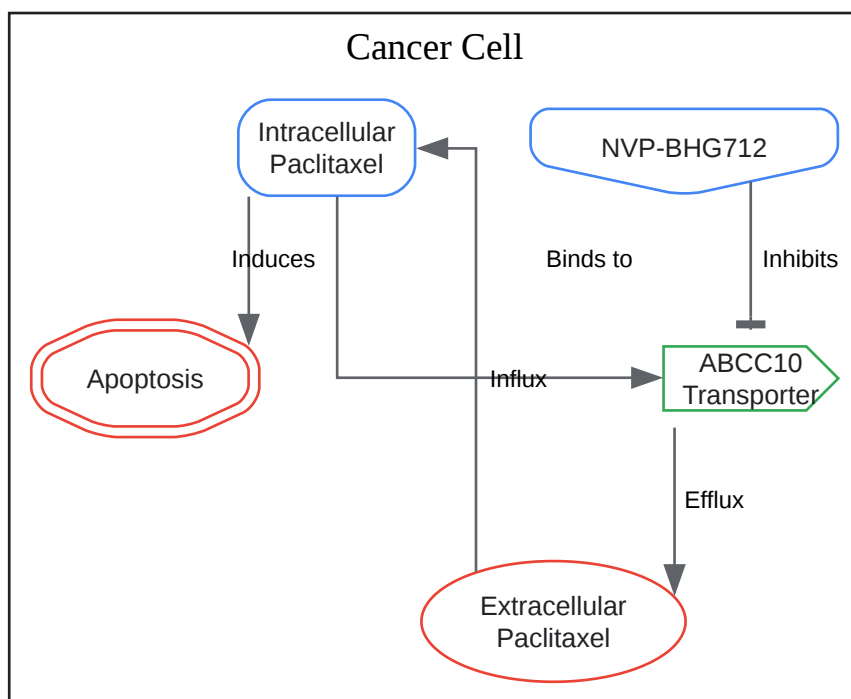 Cancer Cell
Intracellular
Paclitaxel
NVP-BHG712
Induces
Binds to
Inhibits
Apoptosis
Influx
ABCC10
Transporter
Efflux
Extracellular
Paclitaxel